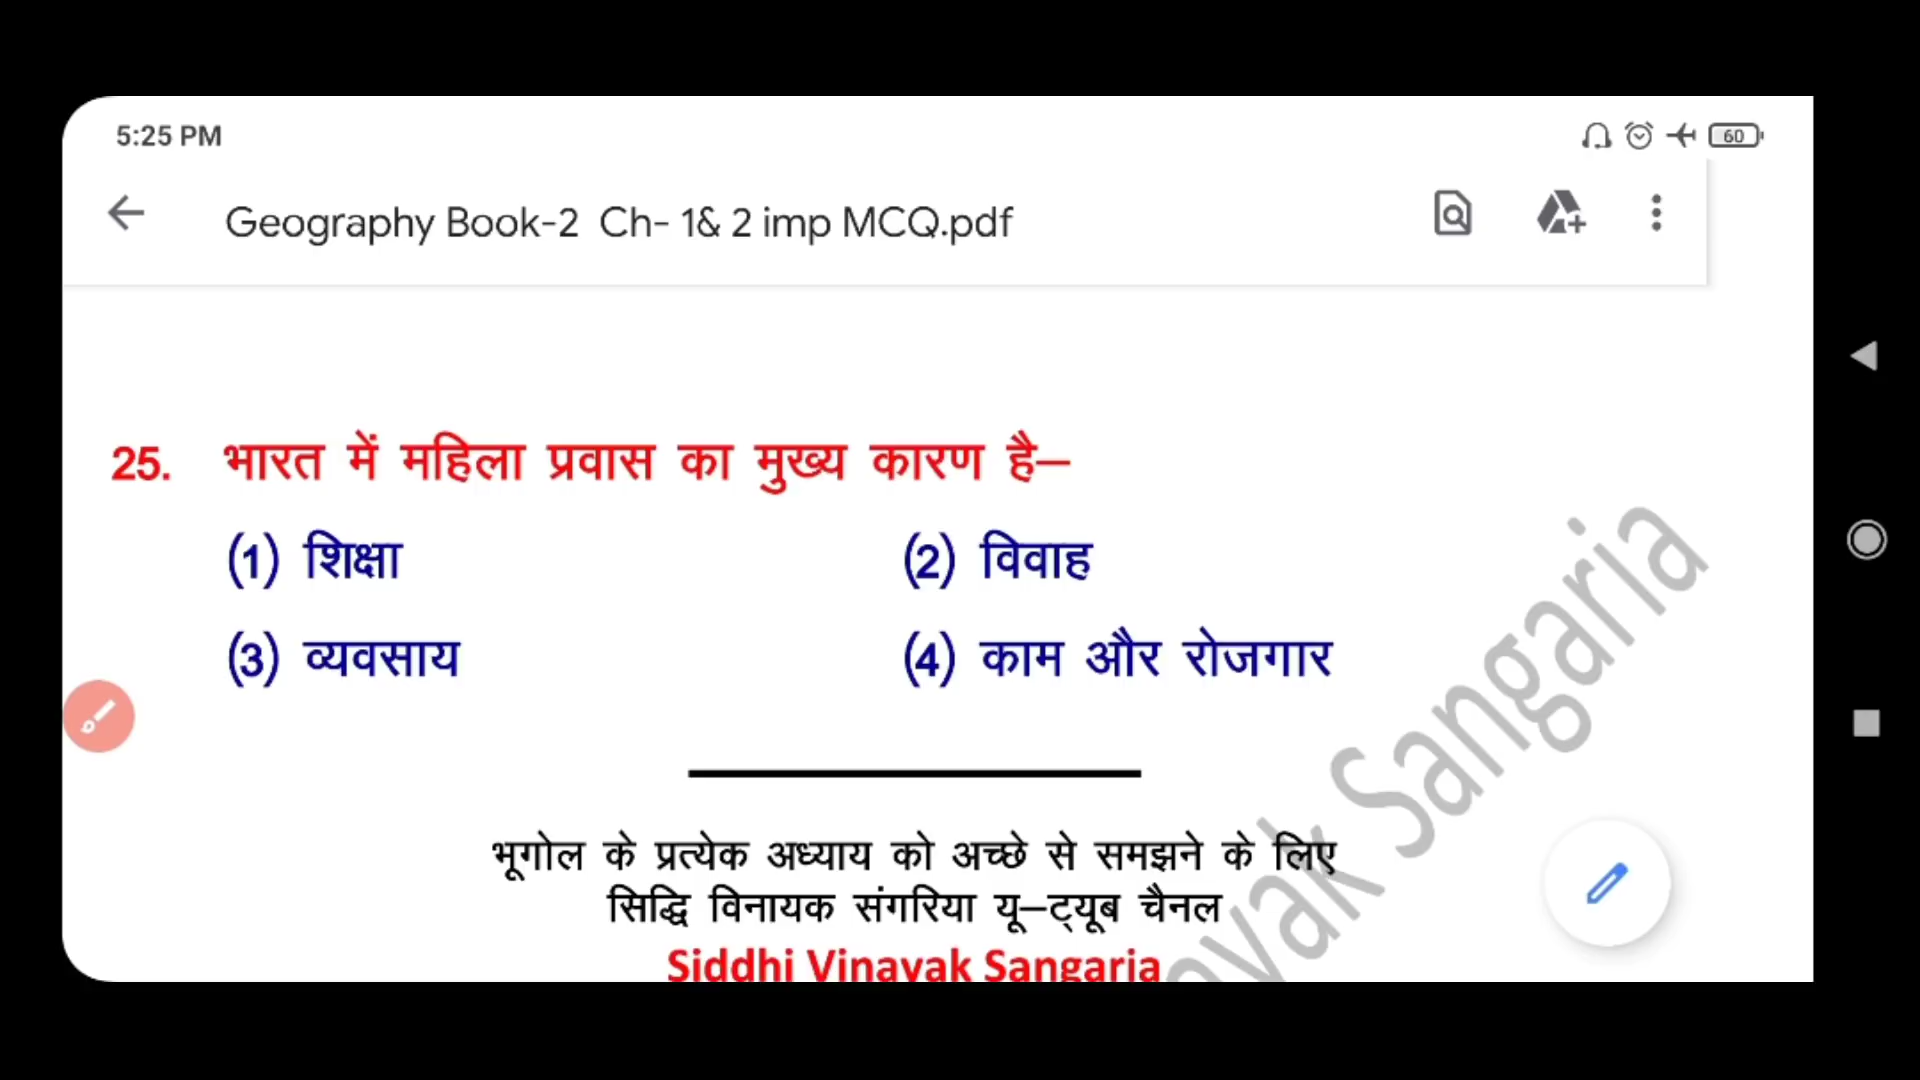 5:25 PM
60
Geography Book-2 Ch- 1& 2 imp MCQ.pdf
25. भारत में महिला प्रवास का मुख्य कारण है–
(1) शिक्षा (2) विवाह
(3) व्यवसाय (4) काम और रोजगार
भूगोल के प्रत्येक अध्याय को अच्छे से समझने के लिए
सिद्धि विनायक संगरिया यू–ट्यूब चैनल
Siddhi Vinayak Sangaria
Sangaria